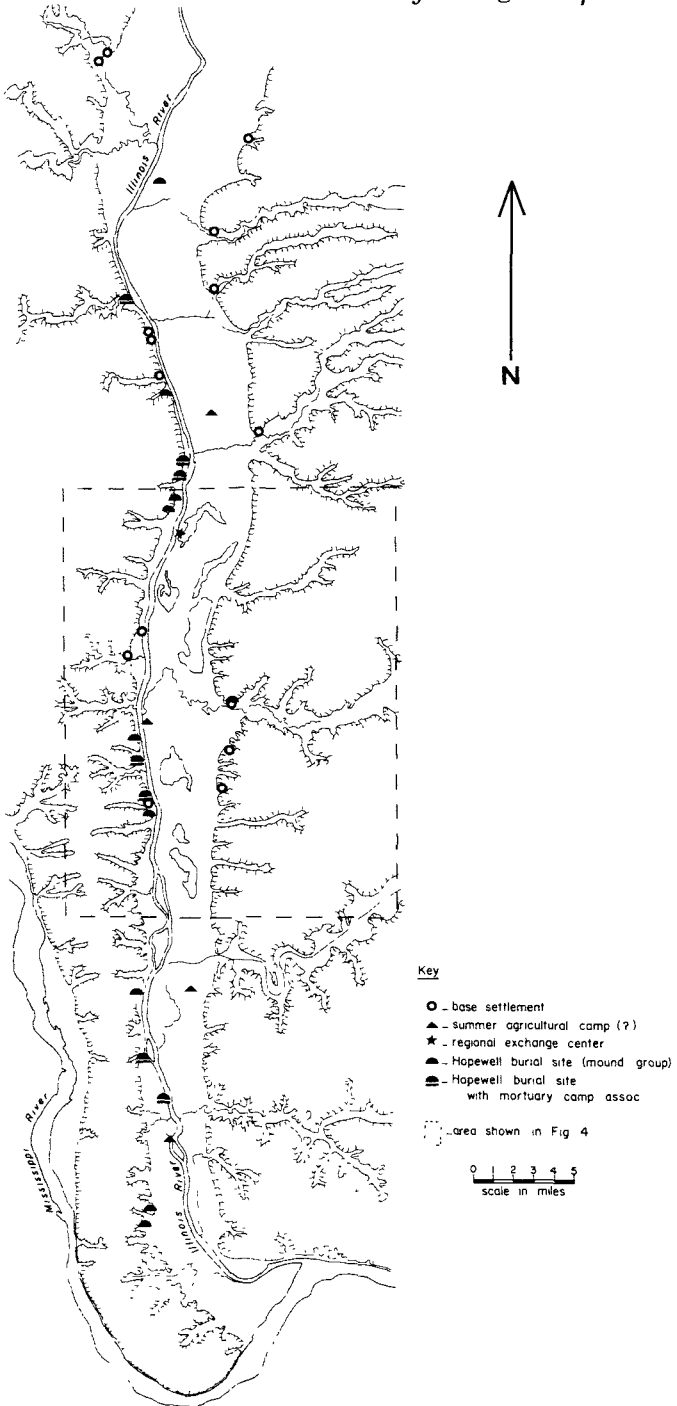 Illinois River
N
Key
- base settlement
- summer agricultural camp (?)
- regional exchange center
- Hopewell burial site (mound group)
- Hopewell burial site
with mortuary camp assoc
- area shown in Fig 4
0 1 2 3 4 5
scale in miles
Mississippi River
Illinois River